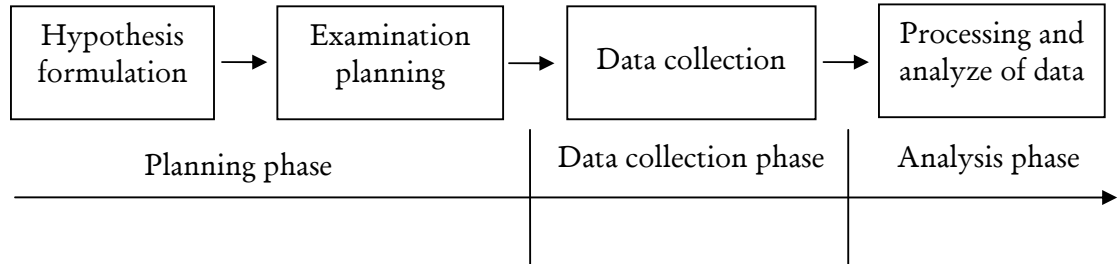 Hypothesis
formulation
Examination
planning
Data collection
Processing and
analyze of data
Planning phase
Data collection phase
Analysis phase